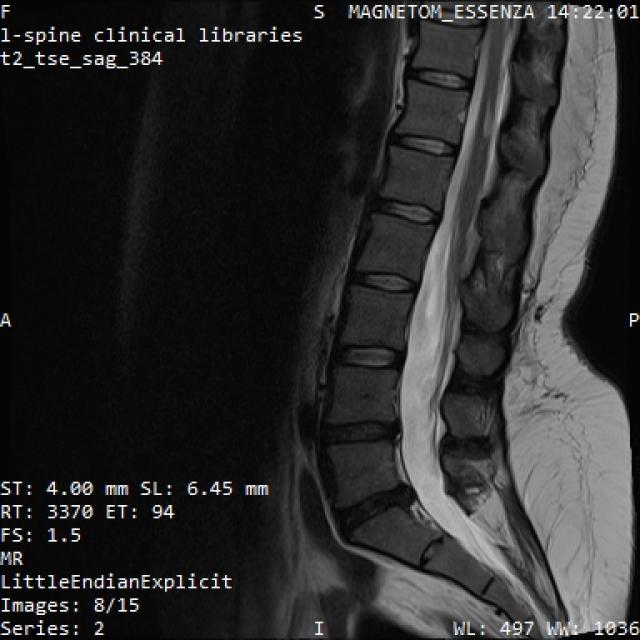 F S MAGNETOM_ESSENZA 14:22:01
l-spine clinical libraries
t2_tse_sag_384
A P
ST: 4.00 mm SL: 6.45 mm
RT: 3370 ET: 94
FS: 1.5
MR
LittleEndianExplicit
Images: 8/15
Series: 2 I WL: 497 WW: 1036